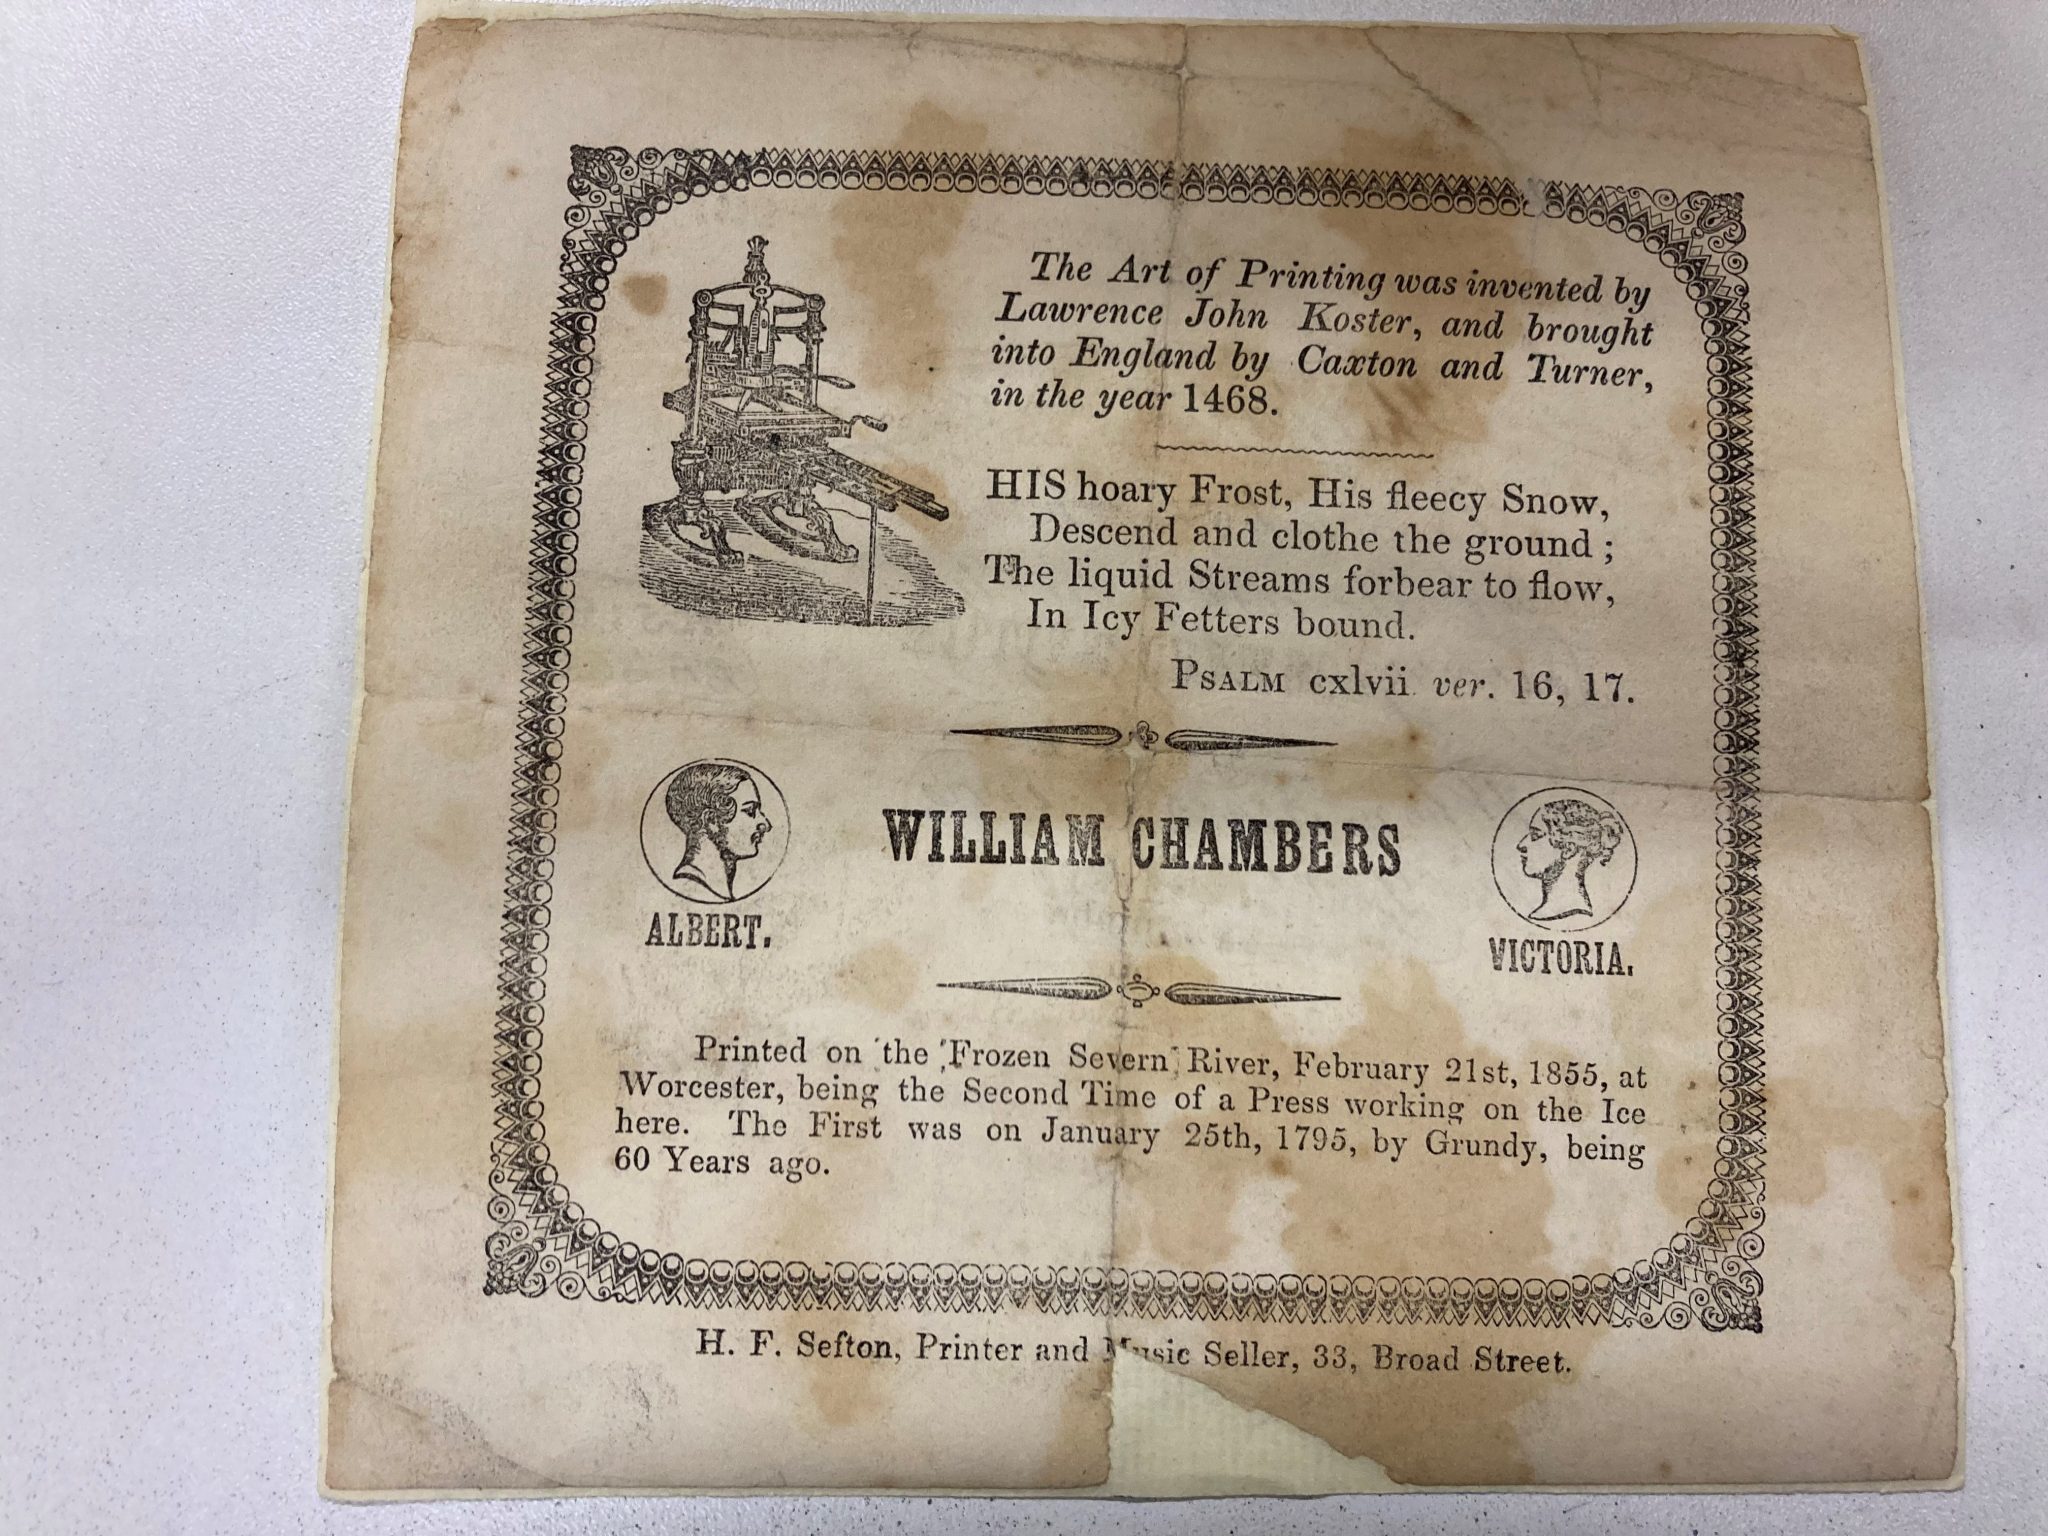 The Art of Printing was invented by
Lawrence John Koster, and brought
into England by Caxton and Turner,
in the year 1468.
HIS hoary Frost, His fleecy Snow,
Descend and clothe the ground ;
The liquid Streams forbear to flow,
In Icy Fetters bound.
PSALM cxlvii. ver. 16, 17.
WILLIAM CHAMBERS
ALBERT.
VICTORIA.
Printed on the Frozen Severn River, February 21st, 1855, at
Worcester, being the Second Time of a Press working on the Ice
here. The First was on January 25th, 1795, by Grundy, being
60 Years ago.
H. F. Sefton, Printer and Music Seller, 33, Broad Street.